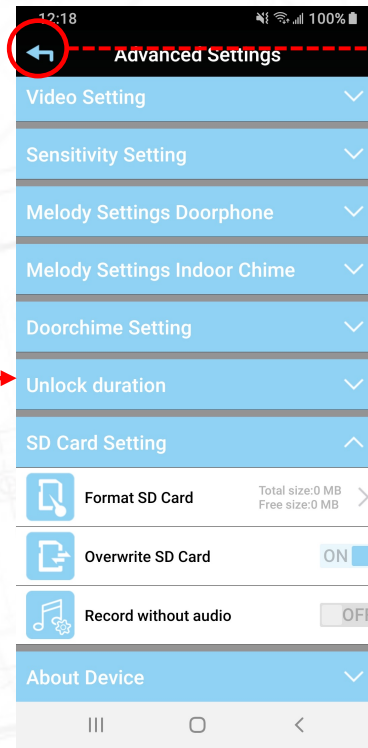 12:18 100%
Advanced Settings
Video Setting
Sensitivity Setting
Melody Settings Doorphone
Melody Settings Indoor Chime
Doorchime Setting
Unlock duration
SD Card Setting
Format SD Card
Total size:0 MB
Free size:0 MB
Overwrite SD Card ON
Record without audio OFF
About Device